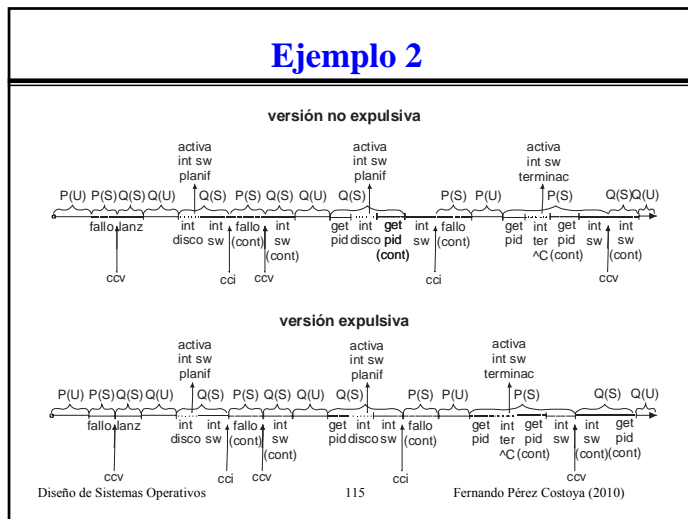 Ejemplo 2
versión no expulsiva
activa activa activa
int sw int sw int sw
planif planif terminac
P(U) P(S) Q(S) Q(U) Q(S) P(S) Q(S) Q(U) Q(S) P(S) P(U) P(S) Q(S) Q(U)
fallo lanz int int fallo int get int get int fallo get int get int int
disco sw (cont) sw pid disco pid sw (cont) pid ter pid sw sw
(cont) (cont) ^C (cont) (cont)
ccv cci ccv cci ccv
versión expulsiva
activa activa activa
int sw int sw int sw
planif planif terminac
P(U) P(S) Q(S) Q(U) Q(S) P(S) Q(S) Q(U) Q(S) P(S) P(U) P(S) Q(S) Q(U)
fallo lanz int int fallo int get int int fallo get int get int int get
disco sw (cont) sw pid disco sw (cont) pid ter pid sw sw pid
(cont) ^C (cont) (cont) (cont)
ccv cci ccv cci ccv
Diseño de Sistemas Operativos 115 Fernando Pérez Costoya (2010)